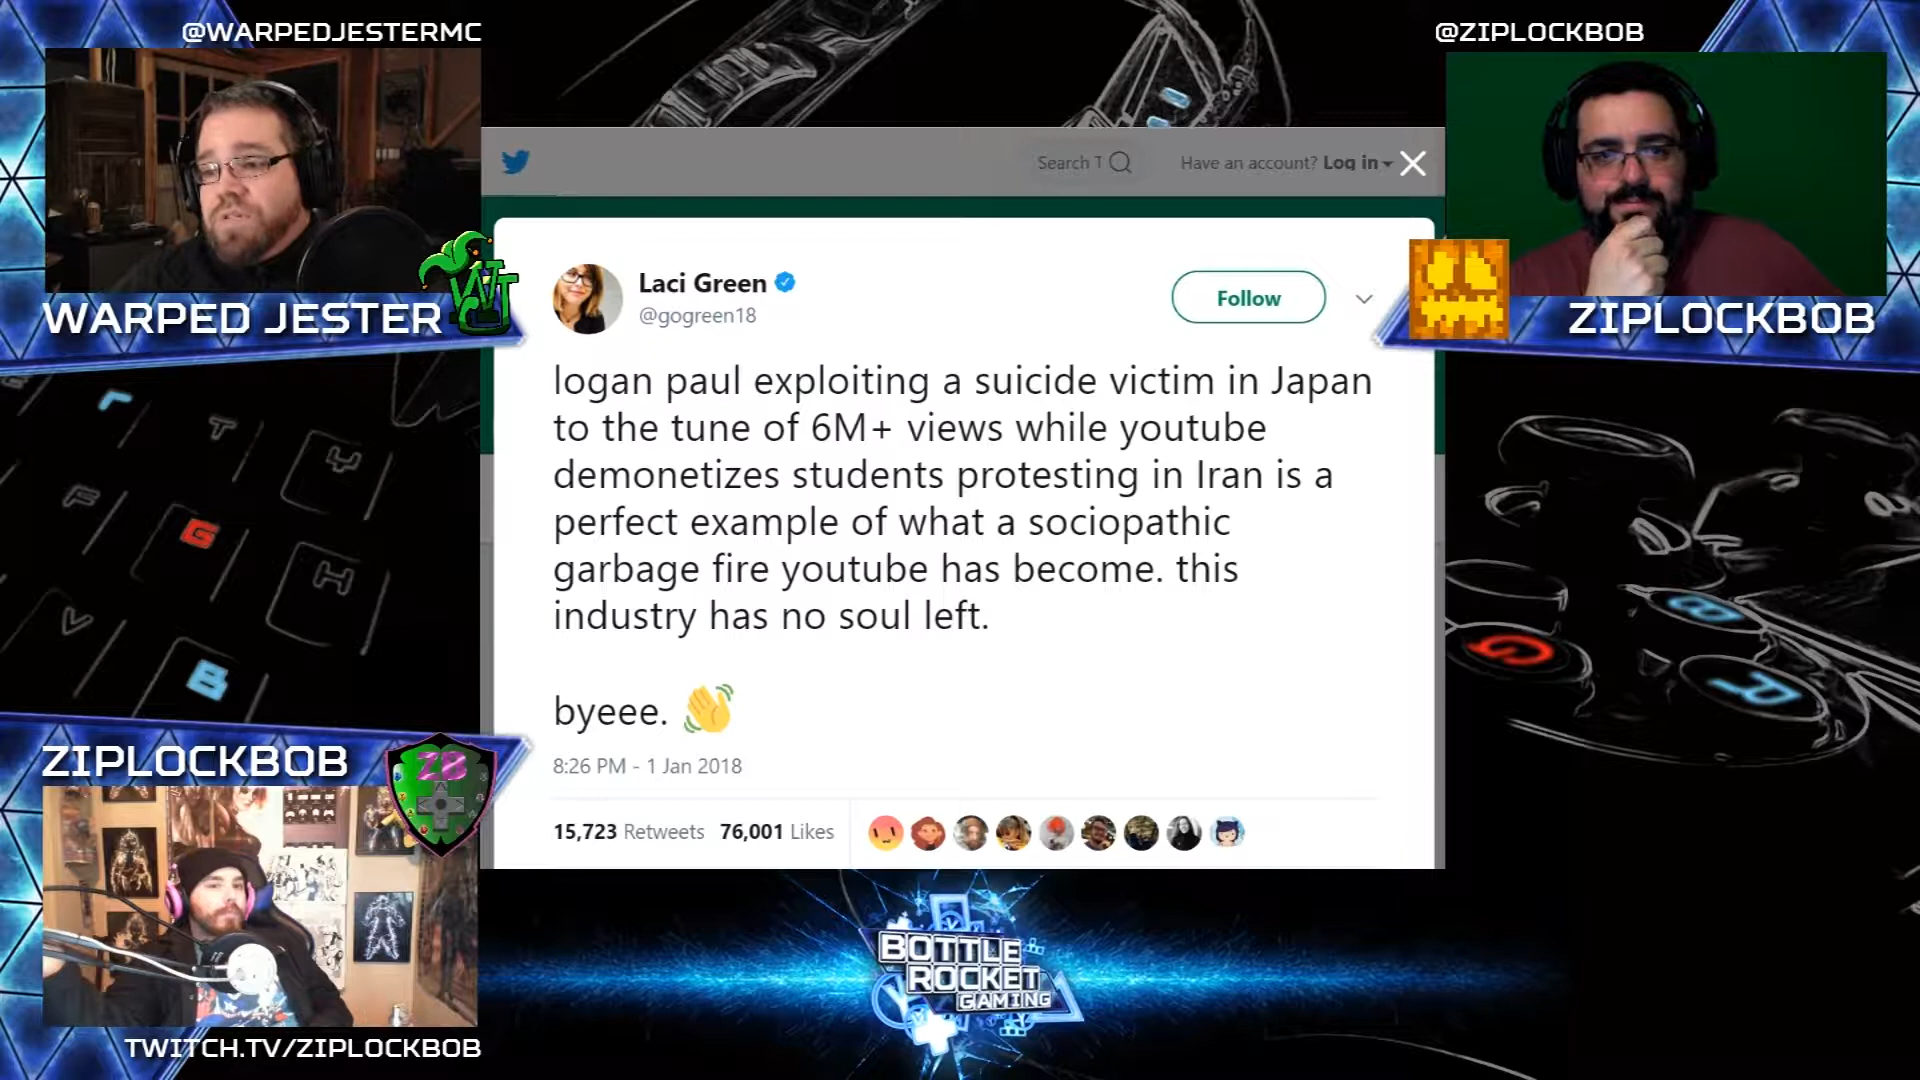 @WARPEDJESTERMC
@ZIPLOCKBOB
Search T
Have an account? Log in
WARPED JESTER
WJ
ZIPLOCKBOB
Laci Green
@gogreen18
Follow
logan paul exploiting a suicide victim in Japan
to the tune of 6M+ views while youtube
demonetizes students protesting in Iran is a
perfect example of what a sociopathic
garbage fire youtube has become. this
industry has no soul left.
byeee. 👋
8:26 PM - 1 Jan 2018
15,723 Retweets 76,001 Likes
r T Y
F G H
V B
B
R
ZIPLOCKBOB
ZB
TWITCH.TV/ZIPLOCKBOB
BOTTLE
ROCKET
GAMING